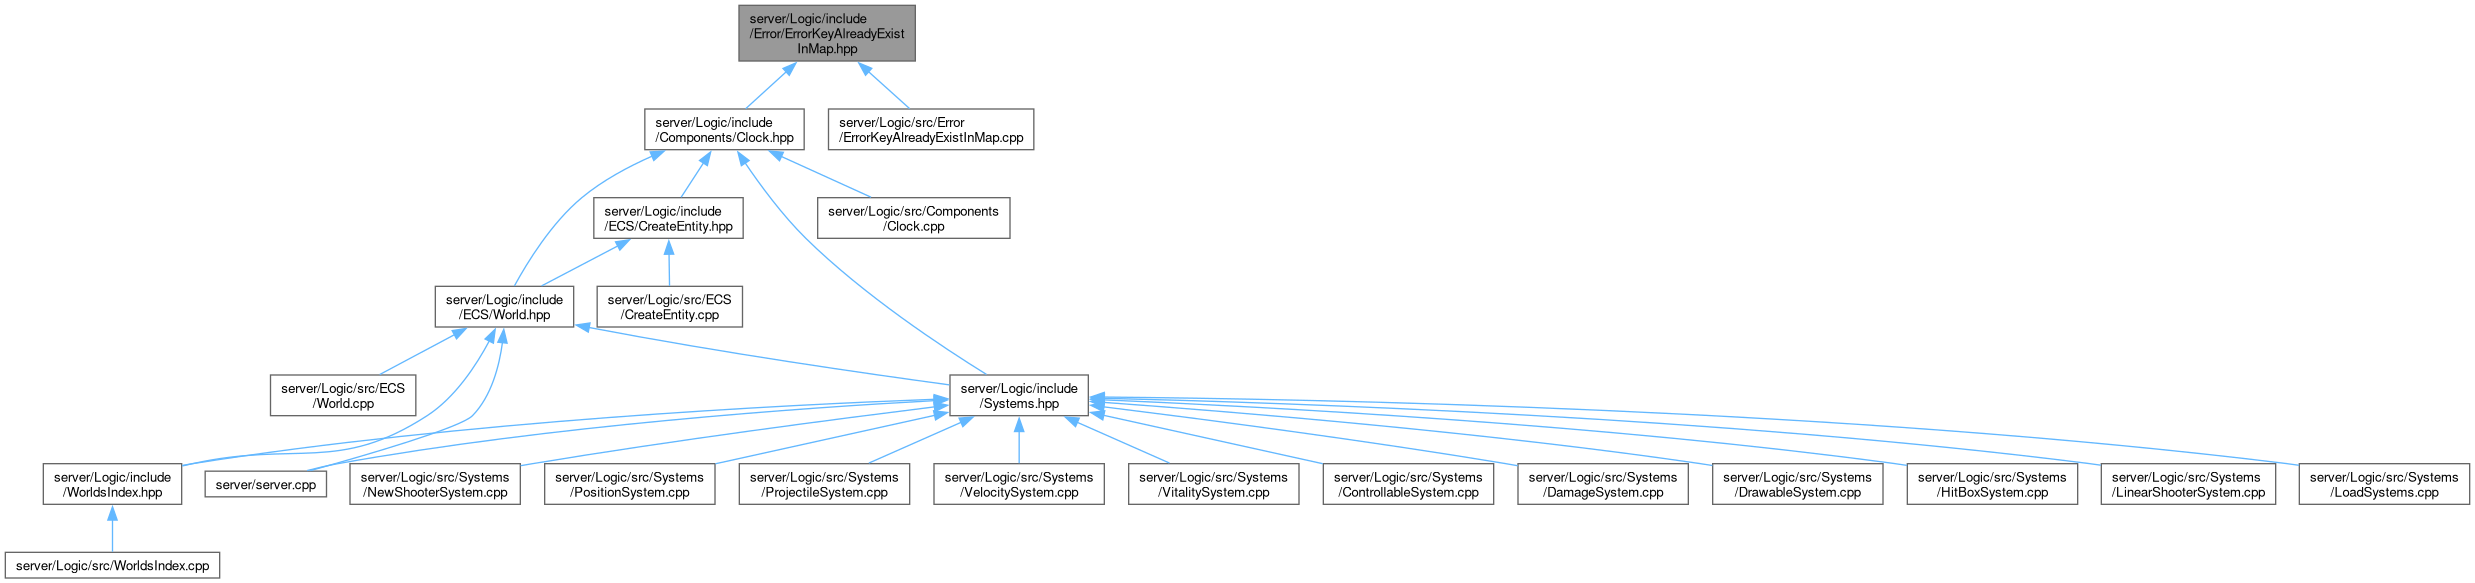 server/Logic/include
/Error/ErrorKeyAlreadyExist
InMap.hpp
server/Logic/include
/Components/Clock.hpp
server/Logic/src/Error
/ErrorKeyAlreadyExistInMap.cpp
server/Logic/include
/ECS/CreateEntity.hpp
server/Logic/src/Components
/Clock.cpp
server/Logic/include
/ECS/World.hpp
server/Logic/src/ECS
/CreateEntity.cpp
server/Logic/src/ECS
/World.cpp
server/Logic/include
/Systems.hpp
server/Logic/include
/WorldsIndex.hpp
server/server.cpp
server/Logic/src/Systems
/NewShooterSystem.cpp
server/Logic/src/Systems
/PositionSystem.cpp
server/Logic/src/Systems
/ProjectileSystem.cpp
server/Logic/src/Systems
/VelocitySystem.cpp
server/Logic/src/Systems
/VitalitySystem.cpp
server/Logic/src/Systems
/ControllableSystem.cpp
server/Logic/src/Systems
/DamageSystem.cpp
server/Logic/src/Systems
/DrawableSystem.cpp
server/Logic/src/Systems
/HitBoxSystem.cpp
server/Logic/src/Systems
/LinearShooterSystem.cpp
server/Logic/src/Systems
/LoadSystems.cpp
server/Logic/src/WorldsIndex.cpp